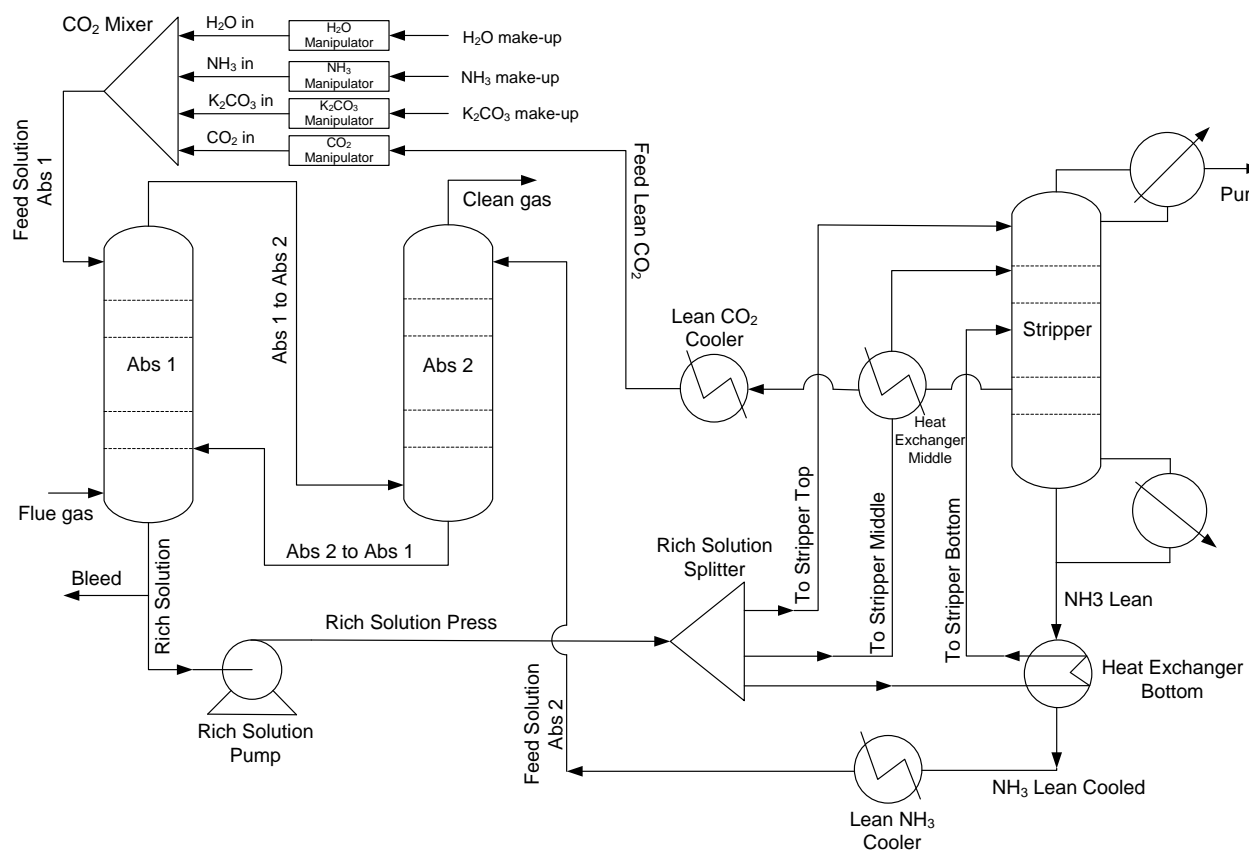 CO₂ Mixer
H₂O in
H₂O
Manipulator
H₂O make-up
NH₃ in
NH₃
Manipulator
NH₃ make-up
K₂CO₃ in
K₂CO₃
Manipulator
K₂CO₃ make-up
CO₂ in
CO₂
Manipulator
Feed Solution
Abs 1
Clean gas
Abs 1 to Abs 2
Feed Lean CO₂
Pur
Lean CO₂
Cooler
Stripper
Abs 1
Abs 2
Heat
Exchanger
Middle
Flue gas
Abs 2 to Abs 1
Rich Solution
Splitter
To Stripper Top
To Stripper Middle
To Stripper Bottom
Bleed
Rich Solution
NH3 Lean
Rich Solution Press
Heat Exchanger
Bottom
Rich Solution
Pump
Feed Solution
Abs 2
NH₃ Lean Cooled
Lean NH₃
Cooler